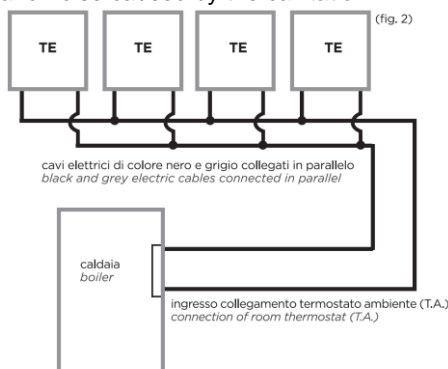 (fig. 2)
TE TE TE TE
cavi elettrici di colore nero e grigio collegati in parallelo
black and grey electric cables connected in parallel
caldaia
boiler
ingresso collegamento termostato ambiente (T.A.)
connection of room thermostat (T.A.)